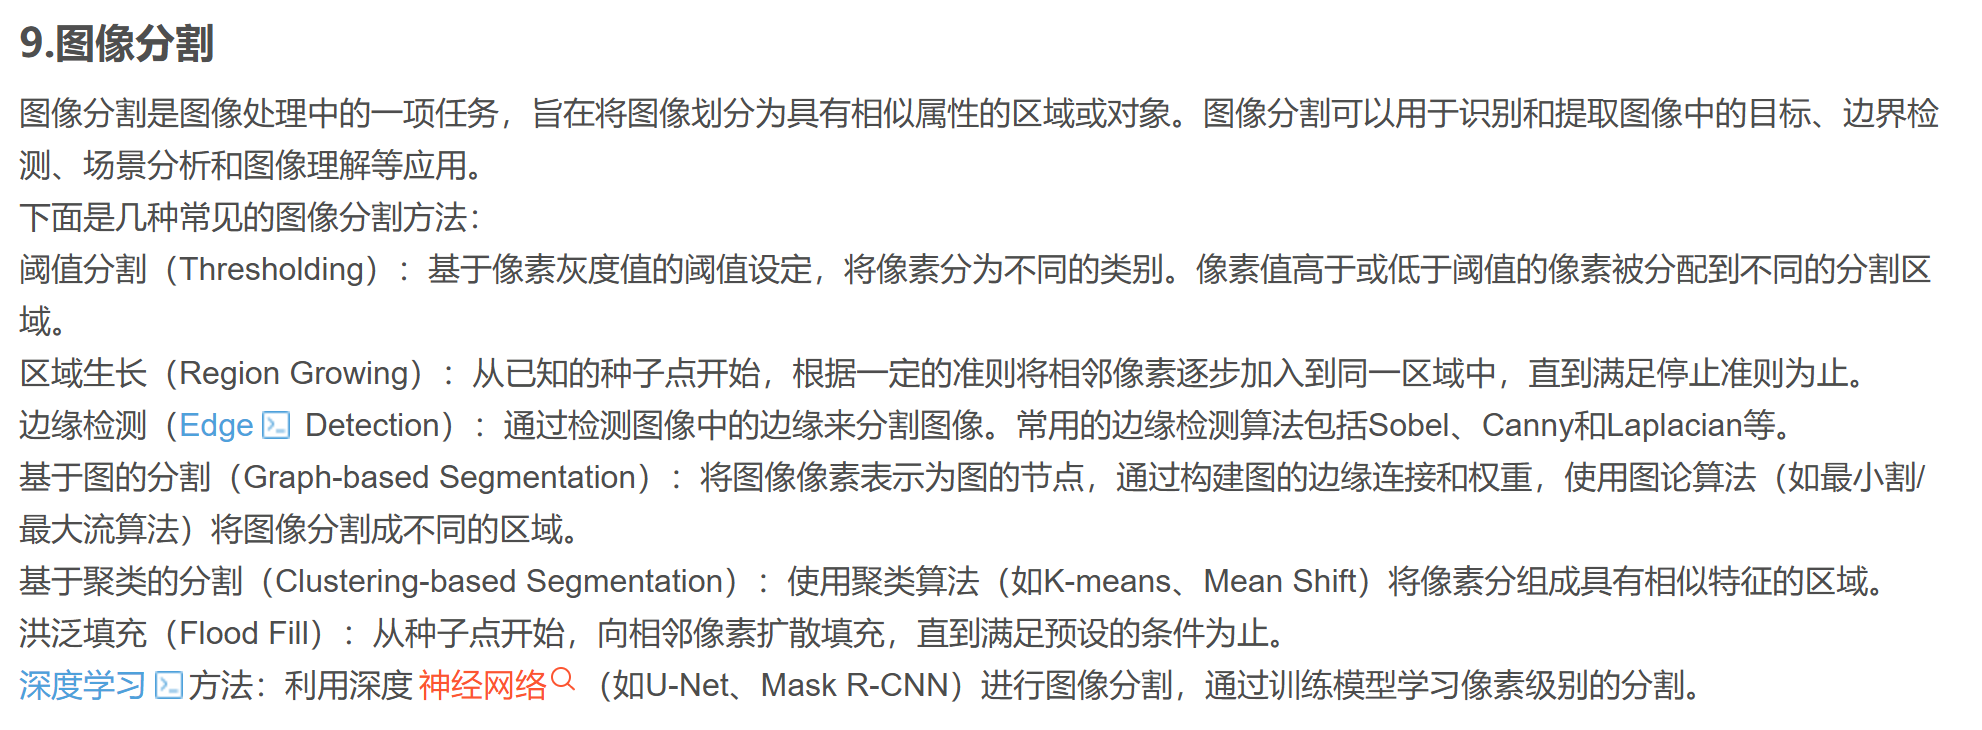 9.图像分割
图像分割是图像处理中的一项任务，旨在将图像划分为具有相似属性的区域或对象。图像分割可以用于识别和提取图像中的目标、边界检
测、场景分析和图像理解等应用。
下面是几种常见的图像分割方法：
阈值分割（Thresholding）：基于像素灰度值的阈值设定，将像素分为不同的类别。像素值高于或低于阈值的像素被分配到不同的分割区
域。
区域生长（Region Growing）：从已知的种子点开始，根据一定的准则将相邻像素逐步加入到同一区域中，直到满足停止准则为止。
边缘检测（Edge Detection）：通过检测图像中的边缘来分割图像。常用的边缘检测算法包括Sobel、Canny和Laplacian等。
基于图的分割（Graph-based Segmentation）：将图像像素表示为图的节点，通过构建图的边缘连接和权重，使用图论算法（如最小割/
最大流算法）将图像分割成不同的区域。
基于聚类的分割（Clustering-based Segmentation）：使用聚类算法（如K-means、Mean Shift）将像素分组成具有相似特征的区域。
洪泛填充（Flood Fill）：从种子点开始，向相邻像素扩散填充，直到满足预设的条件为止。
深度学习方法：利用深度神经网络（如U-Net、Mask R-CNN）进行图像分割，通过训练模型学习像素级别的分割。